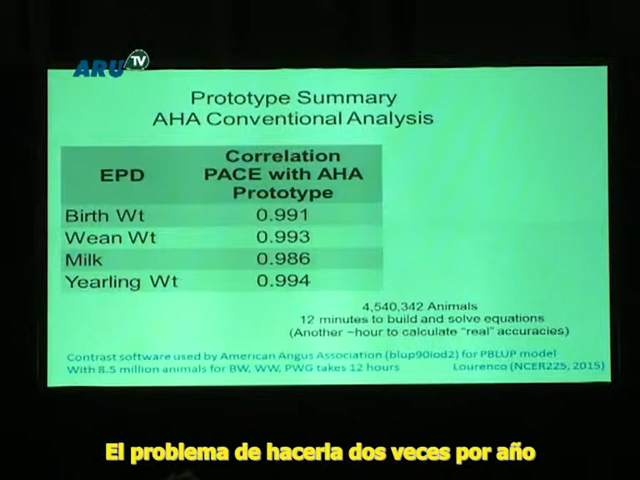 ARU TV
Prototype Summary
AHA Conventional Analysis
EPD
Correlation
PACE with AHA
Prototype
Birth Wt 0.991
Wean Wt 0.993
Milk 0.986
Yearling Wt 0.994
4,540,342 Animals
12 minutes to build and solve equations
(Another ~hour to calculate "real" accuracies)
Contrast software used by American Angus Association (blup90iod2) for PBLUP model
With 8.5 million animals for BW, WW, PWG takes 12 hours Lourenco (NCER225, 2015)
El problema de hacerla dos veces por año